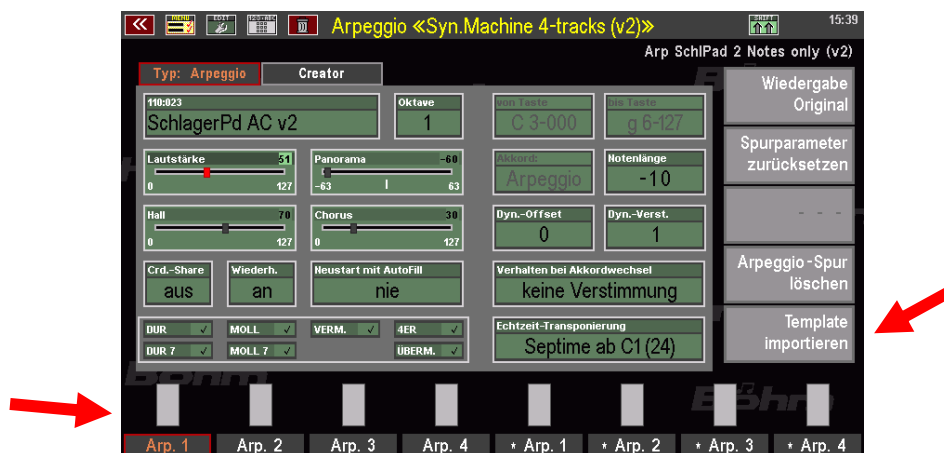 MENU
EDIT
Arpeggio «Syn.Machine 4-tracks (v2)»
SHIFT
15:39
Arp SchlPad 2 Notes only (v2)
Typ: Arpeggio
Creator
110:023
SchlagerPd AC v2
Oktave
1
von Taste
C 3-000
bis Taste
g 6-127
Wiedergabe
Original
Lautstärke 51
0 127
Panorama -60
-63 63
Akkord:
Arpeggio
Notenlänge
-10
Spurparameter
zurücksetzen
Hall 70
0 127
Chorus 30
0 127
Dyn.-Offset
0
Dyn.-Verst.
1
- - -
Crd.-Share
aus
Wiederh.
an
Neustart mit AutoFill
nie
Verhalten bei Akkordwechsel
keine Verstimmung
Arpeggio-Spur
löschen
DUR ✓ MOLL ✓ VERM. ✓ 4ER ✓
DUR 7 ✓ MOLL 7 ✓ ÜBERM. ✓
Echtzeit-Transponierung
Septime ab C1 (24)
Template
importieren
Böhm
Böhm
Arp. 1 Arp. 2 Arp. 3 Arp. 4 * Arp. 1 * Arp. 2 * Arp. 3 * Arp. 4